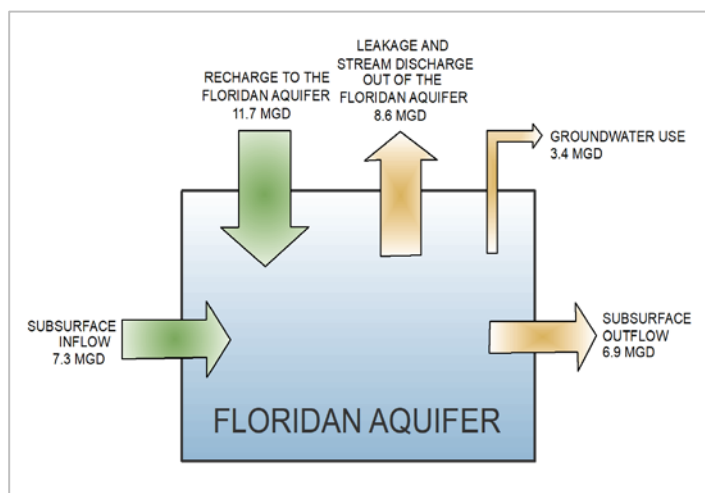 LEAKAGE AND
STREAM DISCHARGE
OUT OF THE
FLORIDAN AQUIFER
8.6 MGD
RECHARGE TO THE
FLORIDAN AQUIFER
11.7 MGD
GROUNDWATER USE
3.4 MGD
SUBSURFACE
INFLOW
7.3 MGD
SUBSURFACE
OUTFLOW
6.9 MGD
FLORIDAN AQUIFER